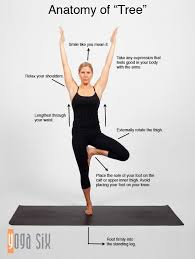 Anatomy of "Tree"
Smile like you mean it.
Take any expression that
feels good in your body
with the arms.
Relax your shoulders.
Lengthen through
your waist.
Externally rotate the thigh.
Place the sole of your foot on the
calf or upper inner thigh. Avoid
placing your foot on your knee.
yoga six
Root firmly into
the standing leg.